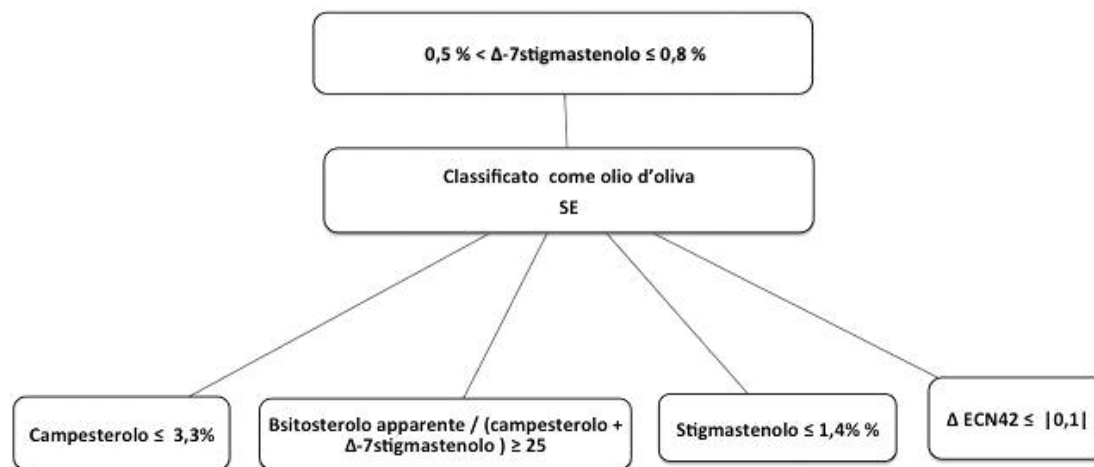 0,5 % < Δ-7stigmastenolo ≤ 0,8 %
Classificato come olio d'oliva
SE
Campesterolo ≤ 3,3%
Bsitosterolo apparente / (campesterolo +
Δ-7stigmastenolo ) ≥ 25
Stigmastenolo ≤ 1,4% %
Δ ECN42 ≤ |0,1|